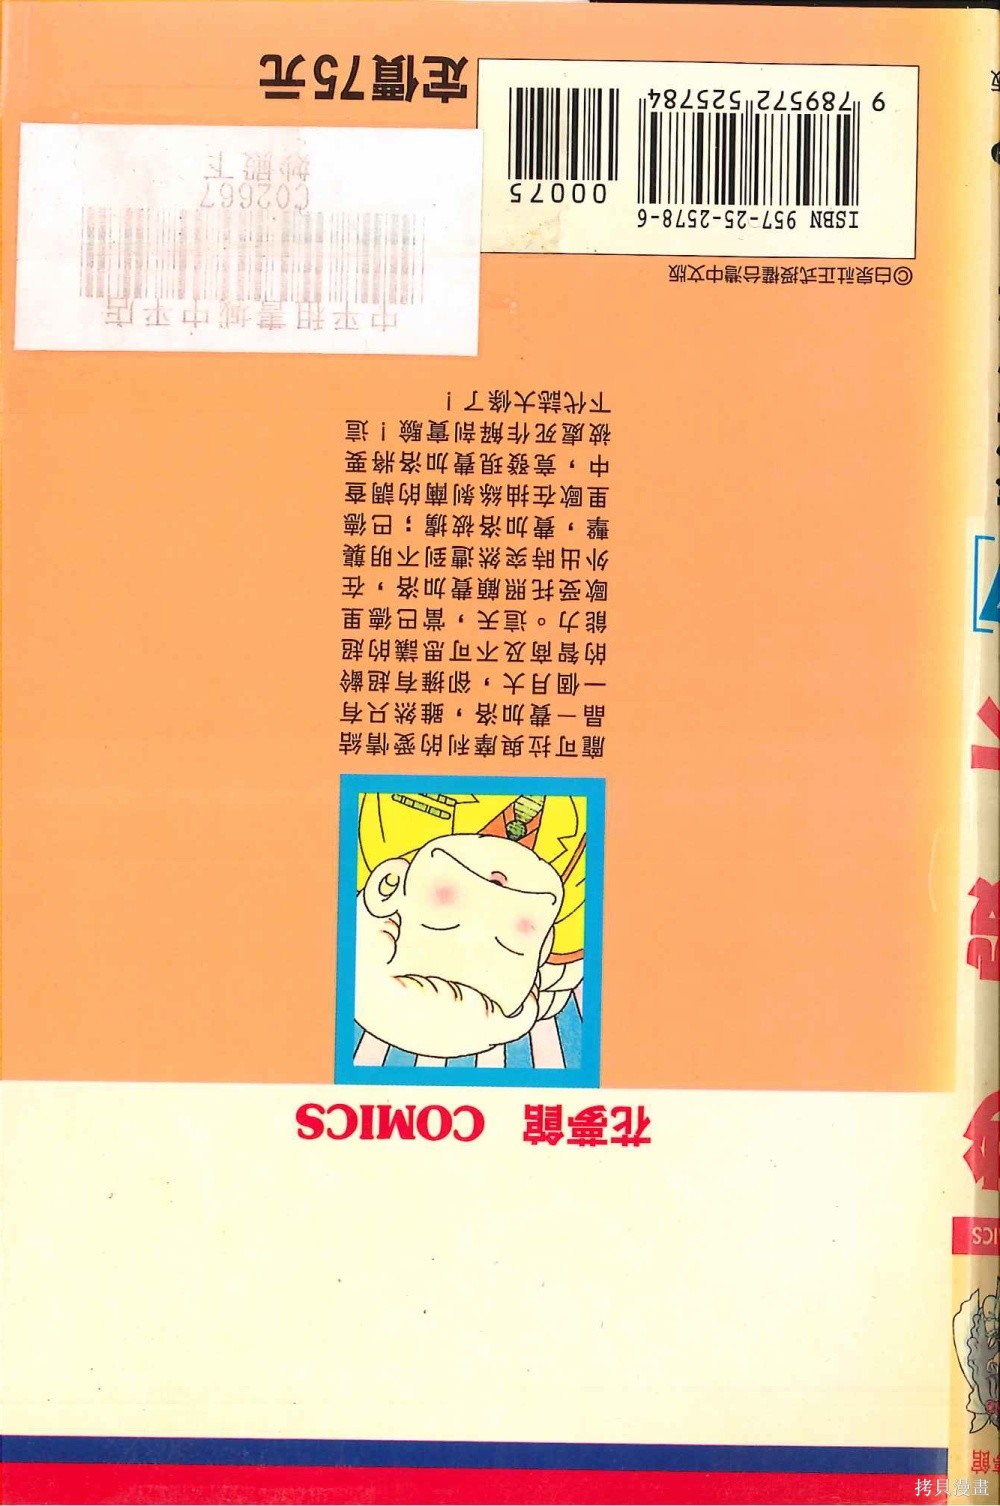 花夢館 COMICS
龐可拉與摩利的愛情結
晶—費加洛，雖然只有
一個月大，卻擁有超齡
的智商及不可思議的超
能力。這天，當巴德里
歐受托照顧費加洛，在
外出時突然遭到不明襲
擊，費加洛被擄；巴德
里歐在抽絲剝繭的調查
中，竟發現費加洛將要
被處死作解剖實驗！這
下代誌大條了！
©白泉社正式授權台灣中文版
ISBN 957-25-2578-6
00075
9 789572 525784
定價75元
中平租書城中平店
C02667
妙殿下
拷貝漫畫